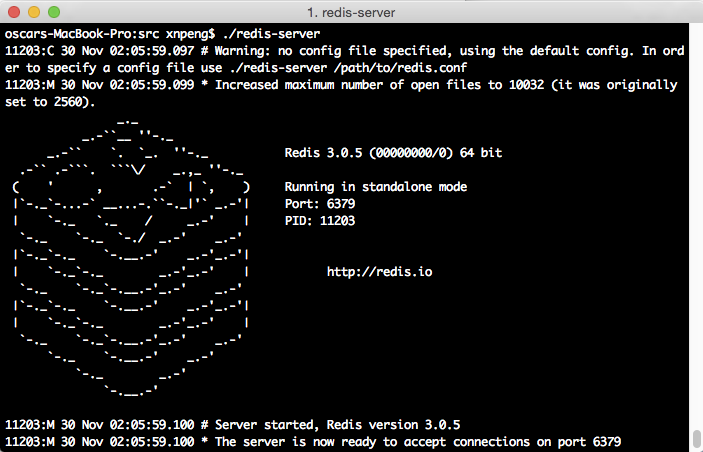 1. redis-server
oscars-MacBook-Pro:src xnpeng$ ./redis-server
11203:C 30 Nov 02:05:59.097 # Warning: no config file specified, using the default config. In ord
er to specify a config file use ./redis-server /path/to/redis.conf
11203:M 30 Nov 02:05:59.099 * Increased maximum number of open files to 10032 (it was originally
set to 2560).
Redis 3.0.5 (00000000/0) 64 bit
Running in standalone mode
Port: 6379
PID: 11203
http://redis.io
11203:M 30 Nov 02:05:59.100 # Server started, Redis version 3.0.5
11203:M 30 Nov 02:05:59.100 * The server is now ready to accept connections on port 6379